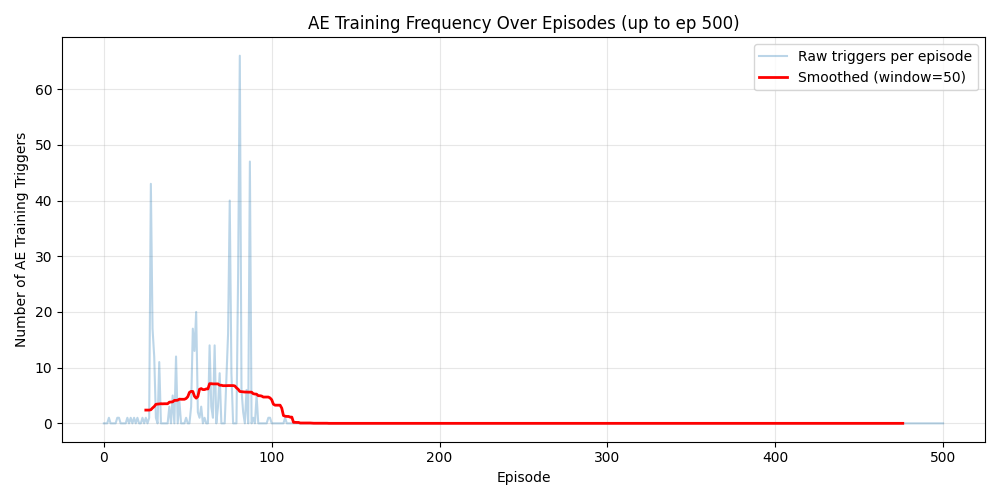 AE Training Frequency Over Episodes (up to ep 500)
Raw triggers per episode
Smoothed (window=50)
Number of AE Training Triggers
60
50
40
30
20
10
0
0 100 200 300 400 500
Episode